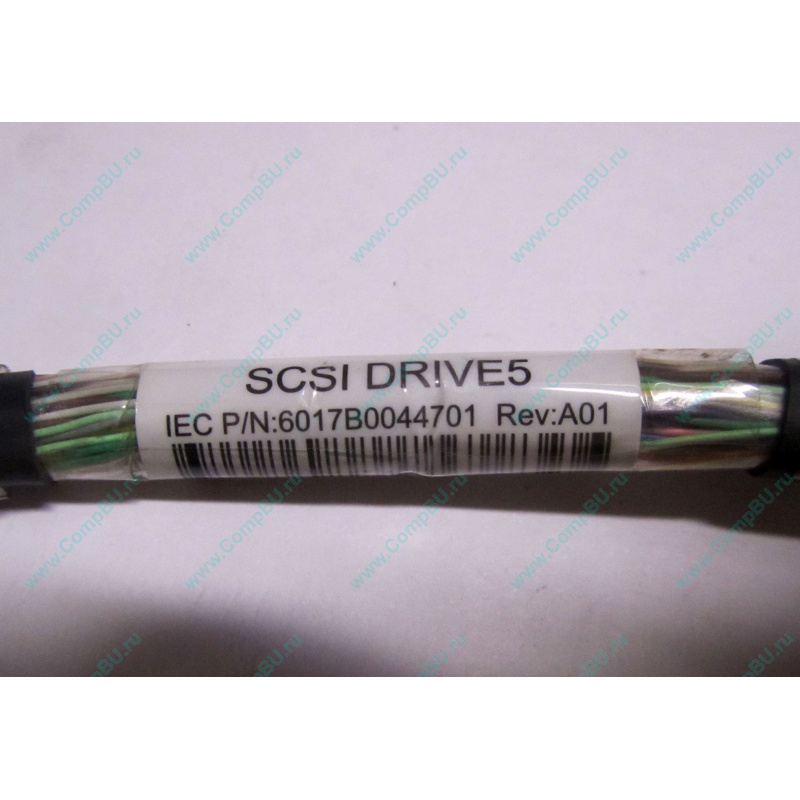 SCSI DRIVE5
IEC P/N:6017B0044701 Rev:A01
www.CompBU.ru